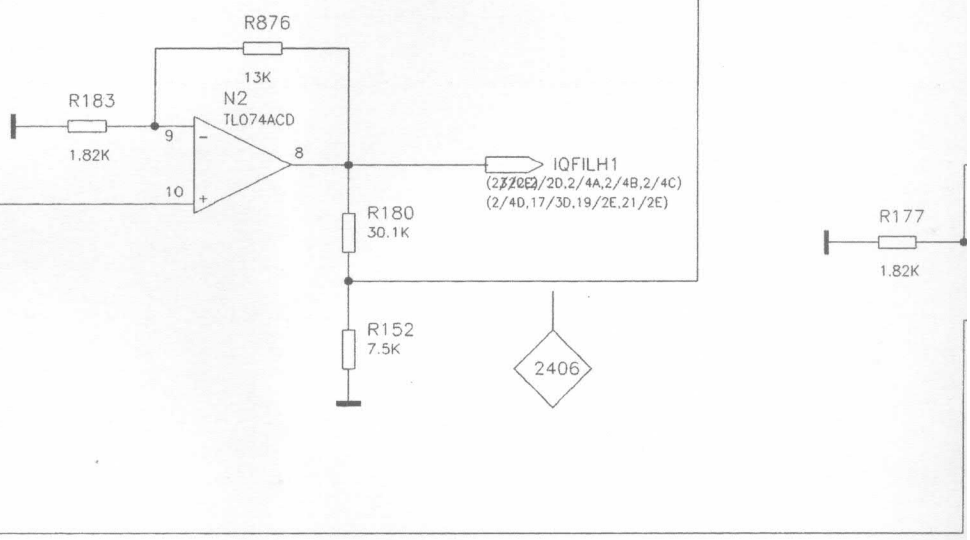 R876
13K
R183
1.82K
N2
TL074ACD
9
10
8
-
+
IQFILH1
2/2D,2/4A,2/4B,2/4C)
(2/4D,17/3D,19/2E,21/2E)
R180
30.1K
R152
7.5K
2406
R177
1.82K